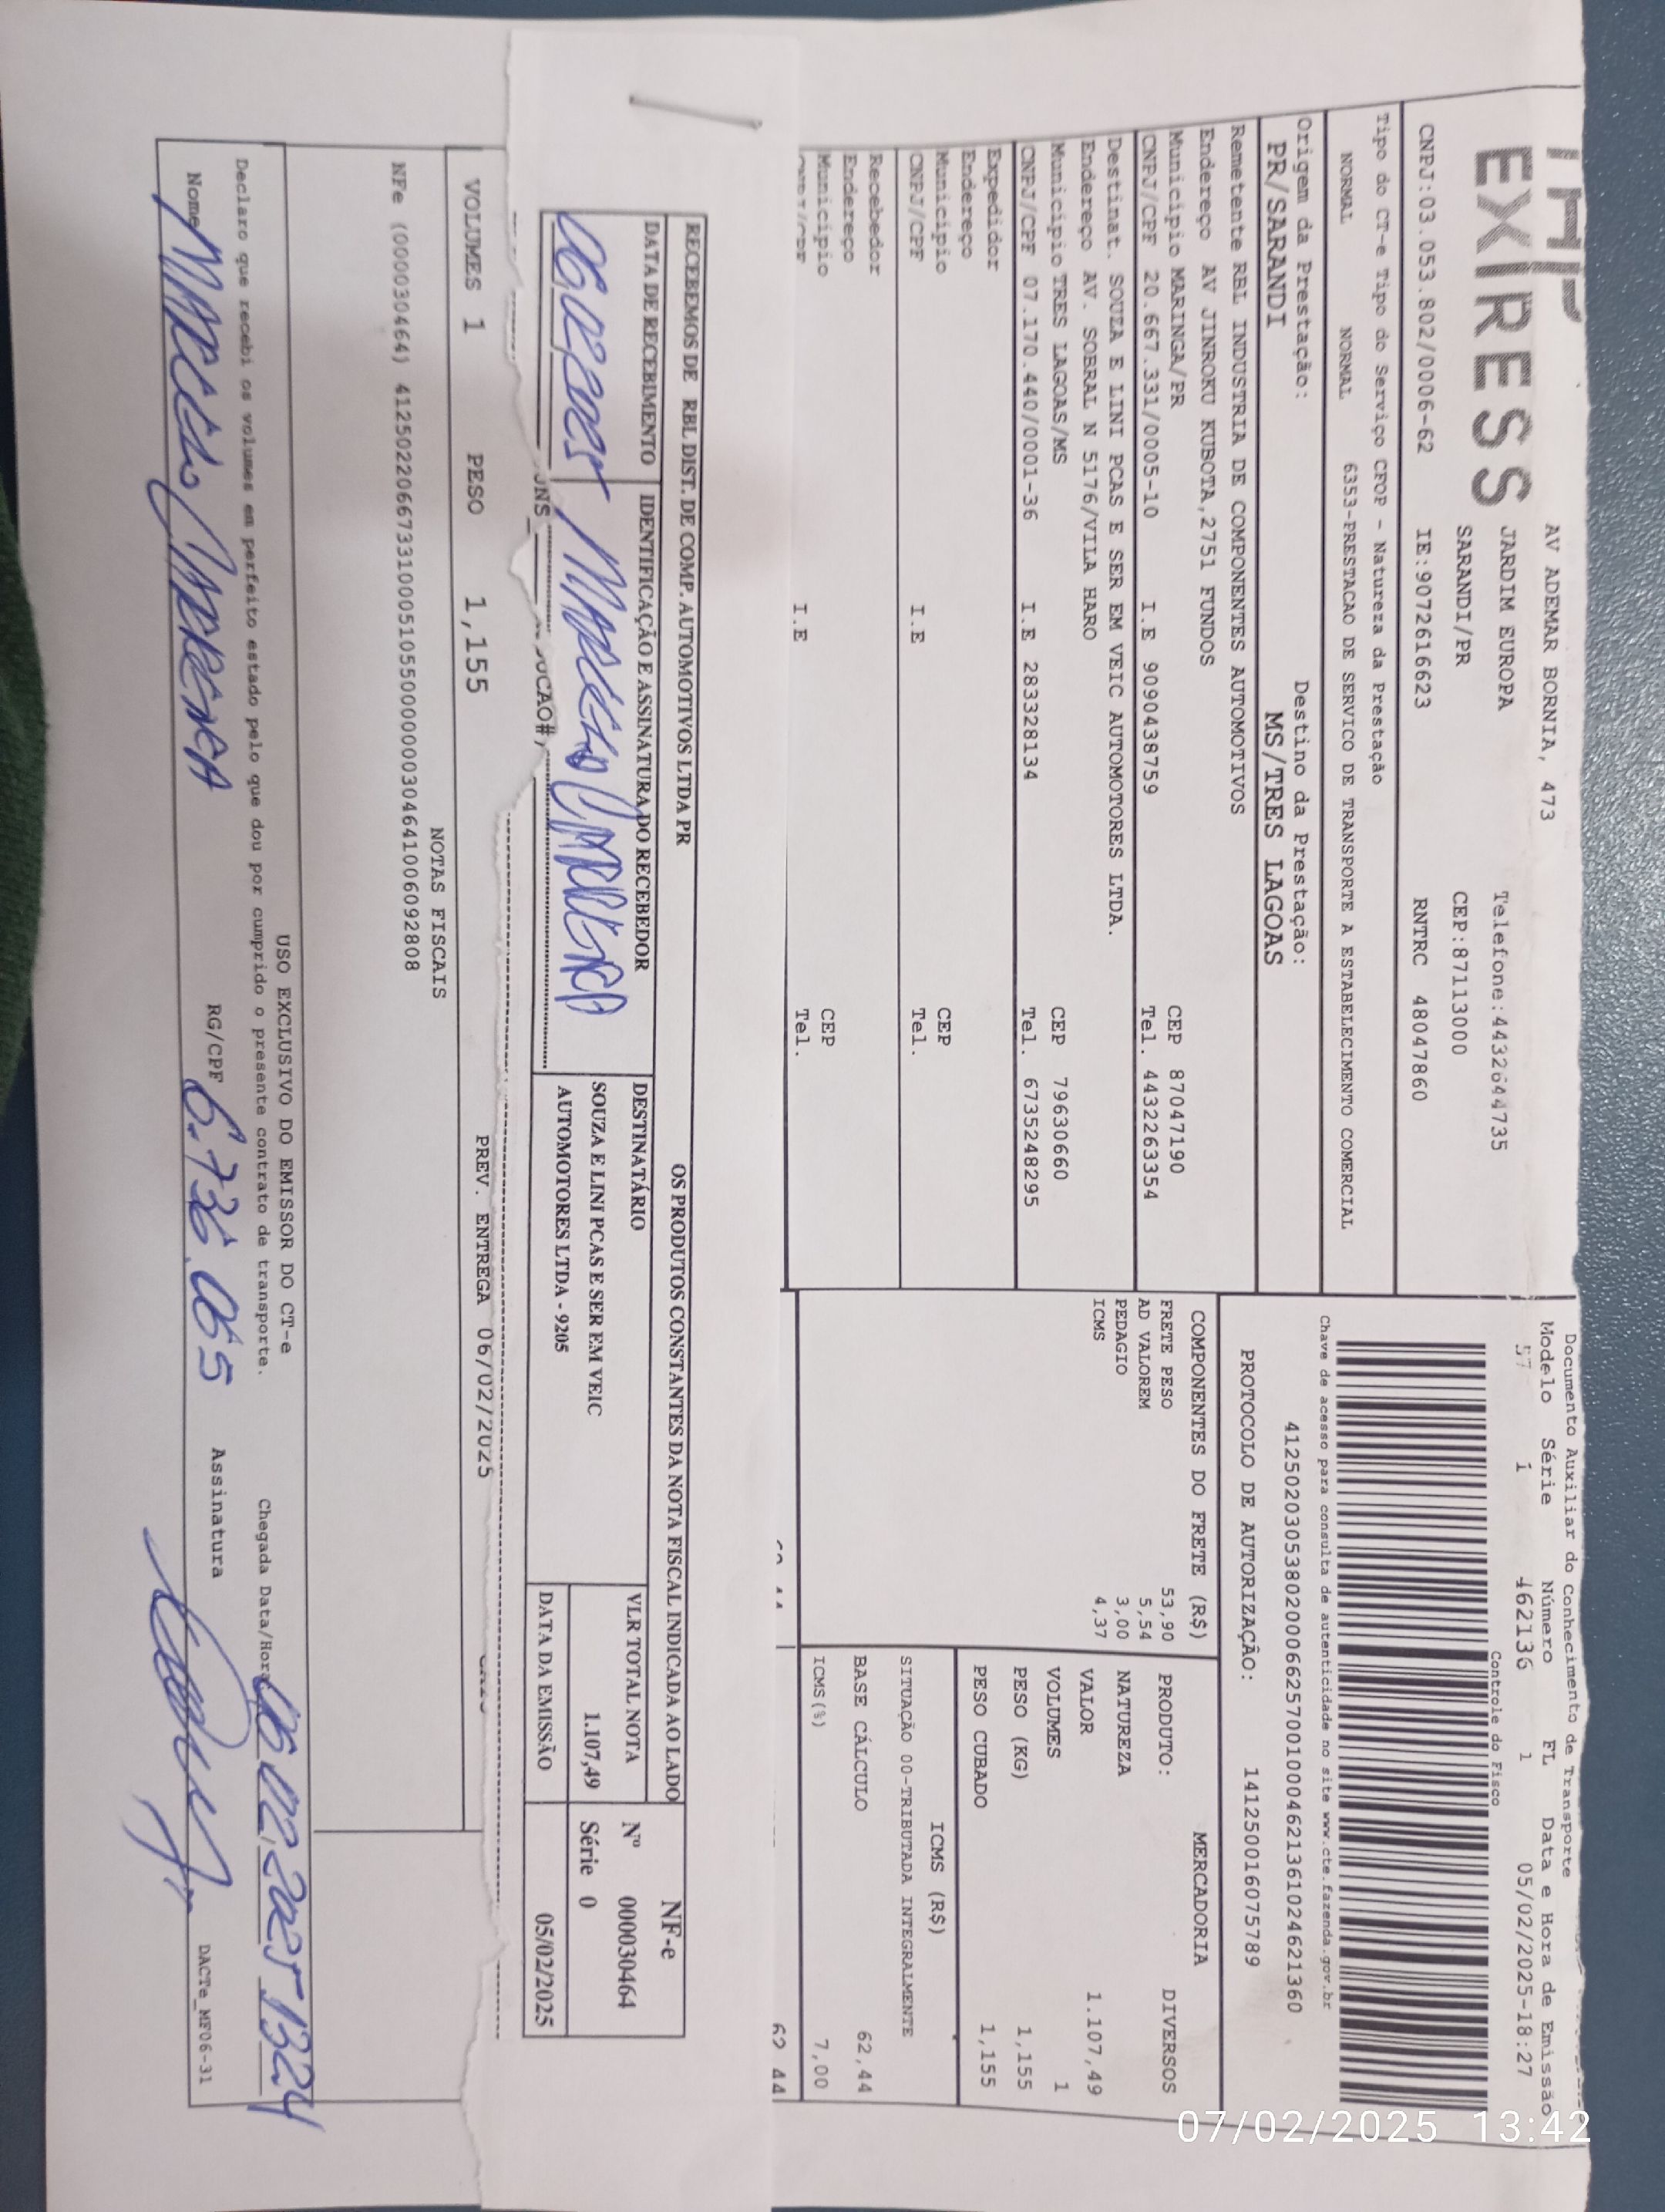 EXPRESS
AV ADEMAR BORNIA, 473
JARDIM EUROPA
Telefone:4432644735
SARANDI/PR
CEP:87113000
CNPJ:03.053.802/0006-62 IE:9072616623 RNTRC 48047860
Documento Auxiliar do Conhecimento de Transporte
Modelo Série Número FL Data e Hora de Emissão
57 1 462136 1 05/02/2025-18:27
Controle do Fisco
Tipo do CT-e Tipo do Serviço CFOP - Natureza da Prestação
NORMAL NORMAL 6353-PRESTACAO DE SERVICO DE TRANSPORTE A ESTABELECIMENTO COMERCIAL
Chave de acesso para consulta de autenticidade no site www.cte.fazenda.gov.br
41250203053802000662570010004621361024621360
Origem da Prestação: Destino da Prestação:
PR/SARANDI MS/TRES LAGOAS
PROTOCOLO DE AUTORIZAÇÃO: 141250016075789
Remetente RBL INDUSTRIA DE COMPONENTES AUTOMOTIVOS
Endereço AV JINROKU KUBOTA,2751 FUNDOS
Municipio MARINGA/PR CEP 87047190
CNPJ/CPF 20.667.331/0005-10 I.E 9090438759 Tel. 4432263354
Destinat. SOUZA E LINI PCAS E SER EM VEIC AUTOMOTORES LTDA.
Endereço AV. SOBRAL N 5176/VILA HARO
Municipio TRES LAGOAS/MS CEP 79630660
CNPJ/CPF 07.170.440/0001-36 I.E 283328134 Tel. 6735248295
Expedidor
Endereço
Municipio CEP
CNPJ/CPF I.E Tel.
Recebedor
Endereço
Municipio CEP
CNPJ/CPF I.E Tel.
COMPONENTES DO FRETE (R$)
FRETE PESO 53,90
AD VALOREM 5,54
PEDAGIO 3,00
ICMS 4,37
MERCADORIA
PRODUTO: DIVERSOS
NATUREZA
VALOR 1.107,49
VOLUMES 1
PESO (KG) 1,155
PESO CUBADO 1,155
ICMS (R$)
SITUAÇÃO 00-TRIBUTADA INTEGRALMENTE
BASE CÁLCULO 62,44
ICMS(%) 7,00
62,44
RECEBEMOS DE RBL DIST. DE COMP. AUTOMOTIVOS LTDA PR OS PRODUTOS CONSTANTES DA NOTA FISCAL INDICADA AO LADO
DATA DE RECEBIMENTO IDENTIFICAÇÃO E ASSINATURA DO RECEBEDOR
DESTINATÁRIO
SOUZA E LINI PCAS E SER EM VEIC
AUTOMOTORES LTDA - 9205
VLR TOTAL NOTA
1.107,49
DATA DA EMISSÃO
05/02/2025
NF-e
Nº 000030464
Série 0
VOLUMES 1 PESO 1,155 PREV. ENTREGA 06/02/2025
NOTAS FISCAIS
NFe (000030464) 41250220667331000510550000000304641006092808
USO EXCLUSIVO DO EMISSOR DO CT-e
Declaro que recebi os volumes em perfeito estado pelo que dou por cumprido o presente contrato de transporte. Chegada Data/Hora 06 02 2025 1324
Nome RG/CPF 6.736.065 Assinatura
DACTe_MF06-31
07/02/2025 13:42